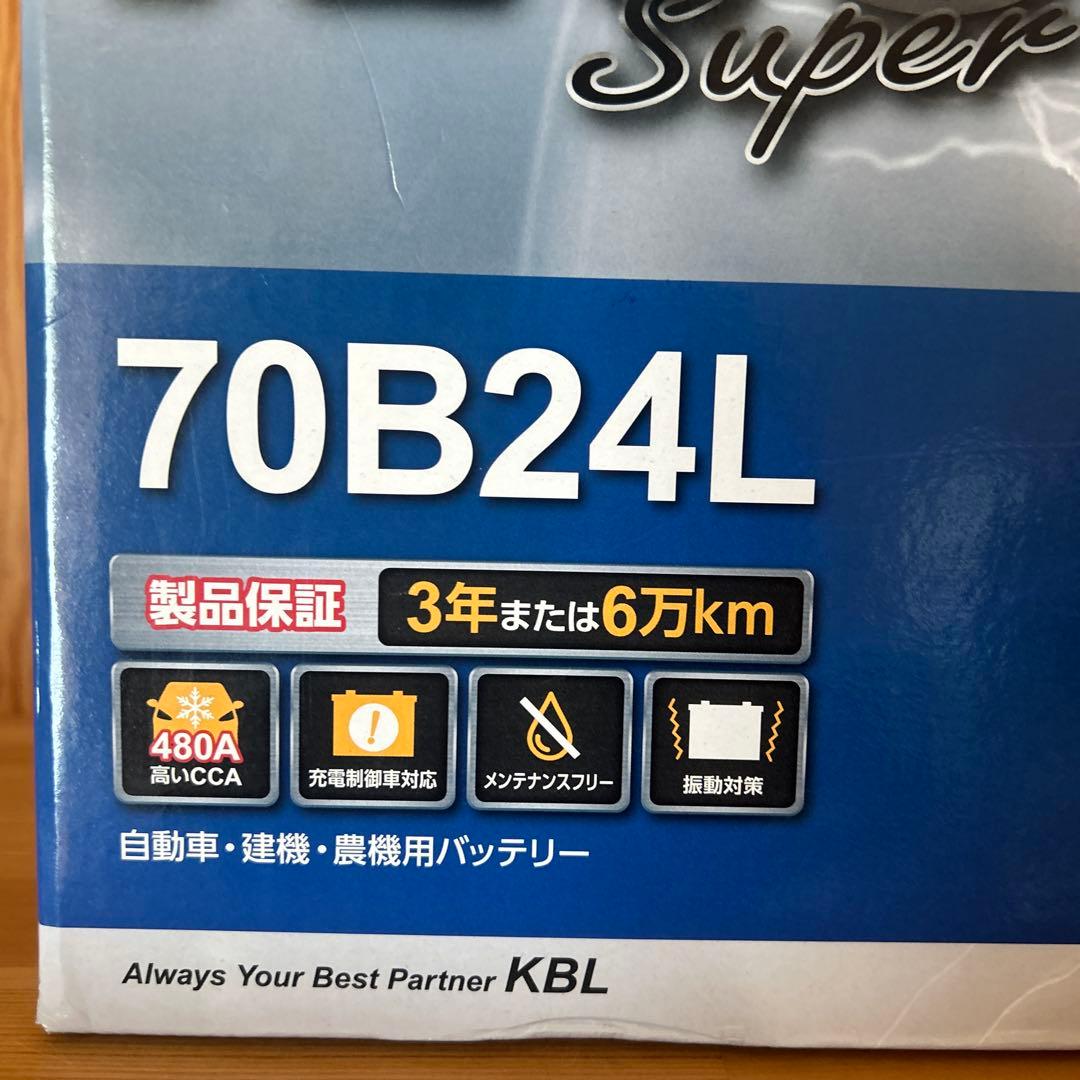 Super
70B24L
製品保証 3年または6万km
480A
高いCCA
充電制御車対応
メンテナンスフリー
振動対策
自動車・建機・農機用バッテリー
Always Your Best Partner KBL